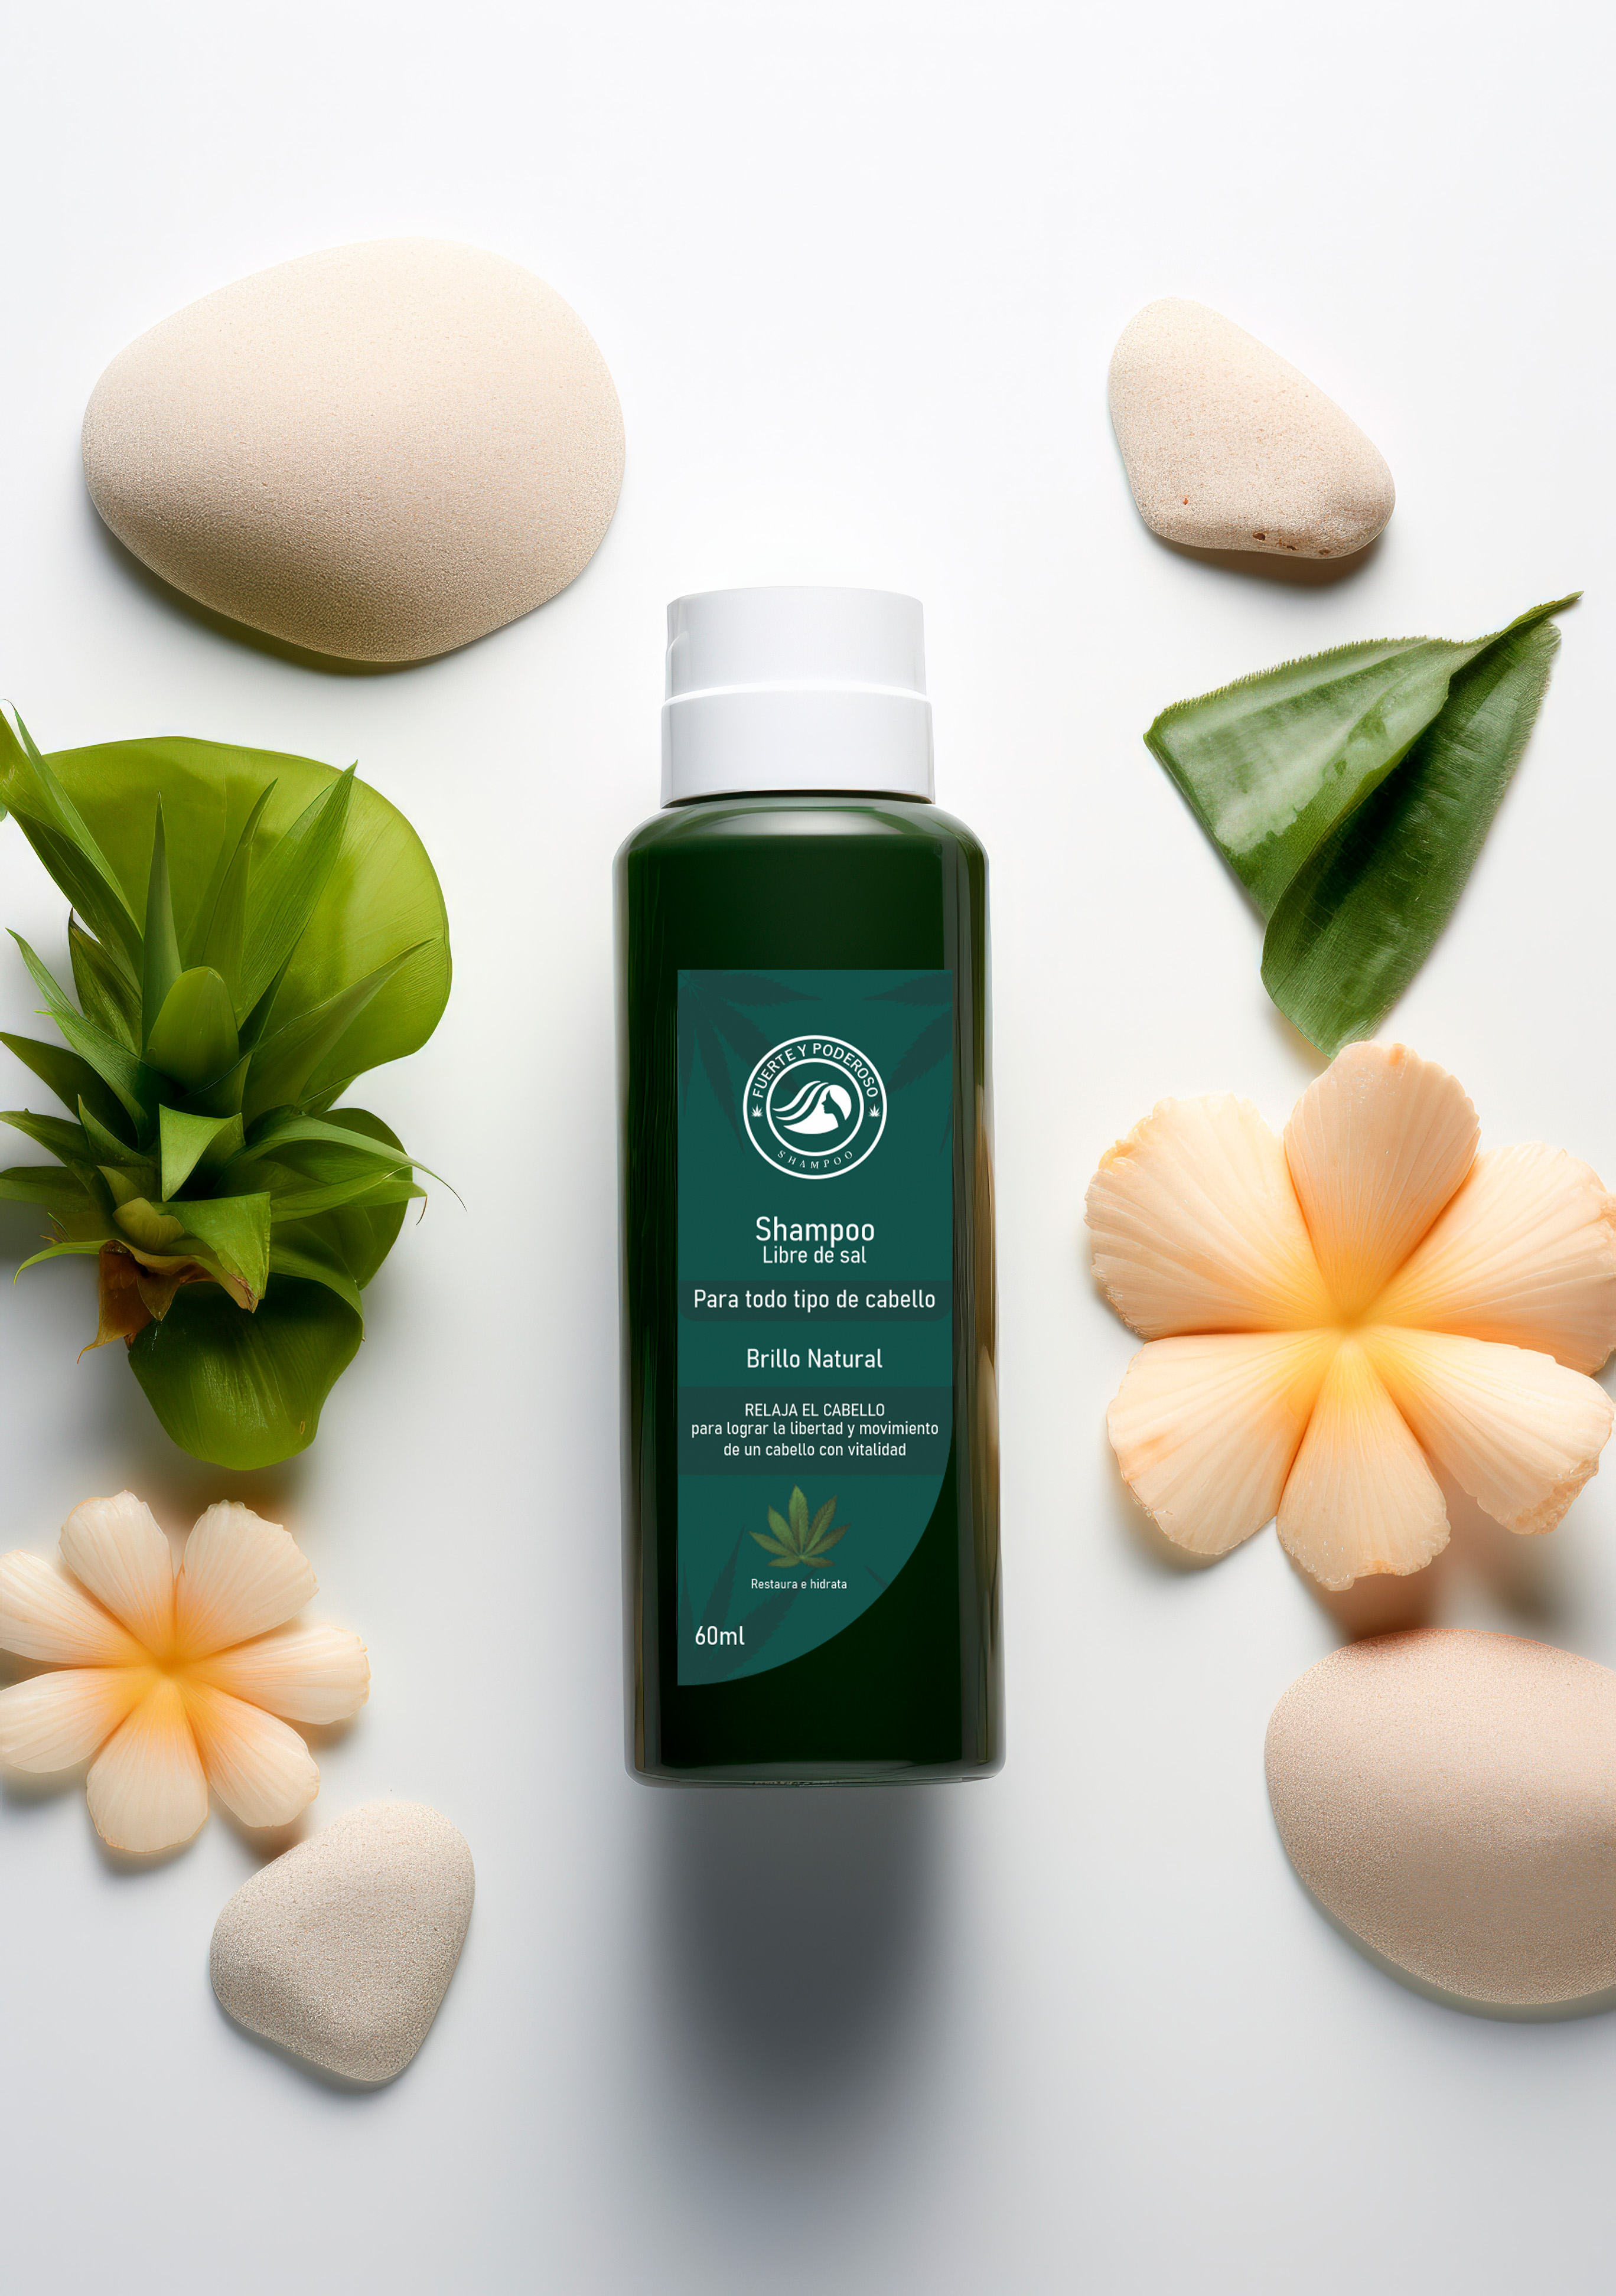 FUERTE Y PODEROSO
SHAMPOO
Shampoo
Libre de sal
Para todo tipo de cabello
Brillo Natural
RELAJA EL CABELLO
para lograr la libertad y movimiento
de un cabello con vitalidad
Restaura e hidrata
60ml